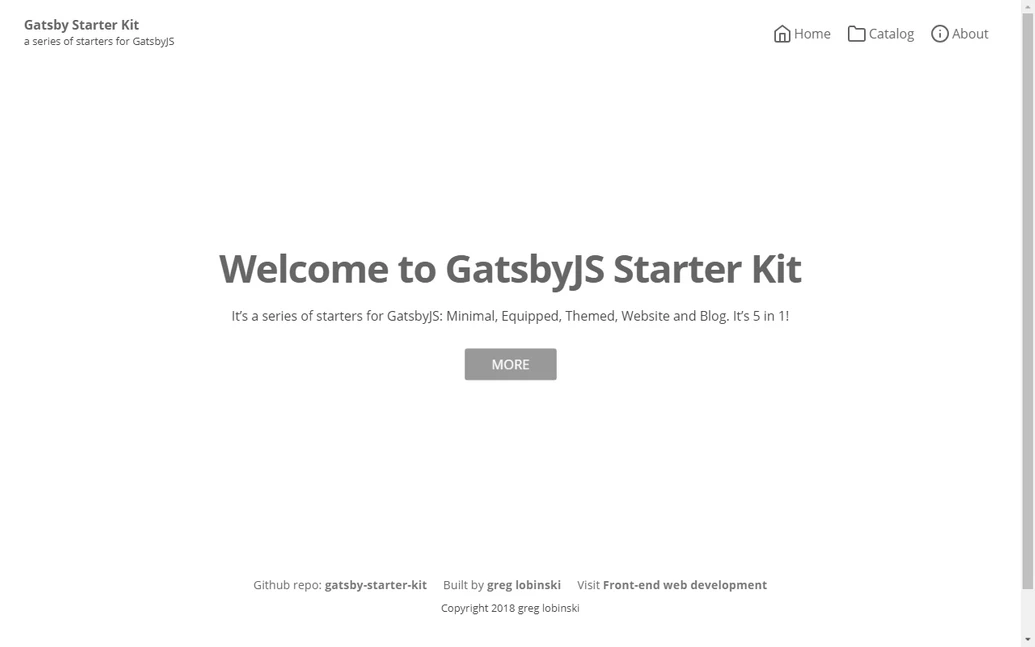 Gatsby Starter Kit
a series of starters for GatsbyJS
Home Catalog About
Welcome to GatsbyJS Starter Kit
It’s a series of starters for GatsbyJS: Minimal, Equipped, Themed, Website and Blog. It’s 5 in 1!
MORE
Github repo: gatsby-starter-kit Built by greg lobinski Visit Front-end web development
Copyright 2018 greg lobinski